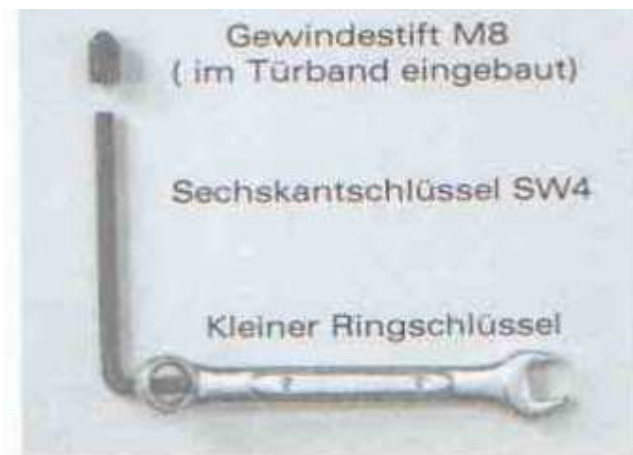 Gewindestift M8
( im Türband eingebaut)
Sechskantschlüssel SW4
Kleiner Ringschlüssel